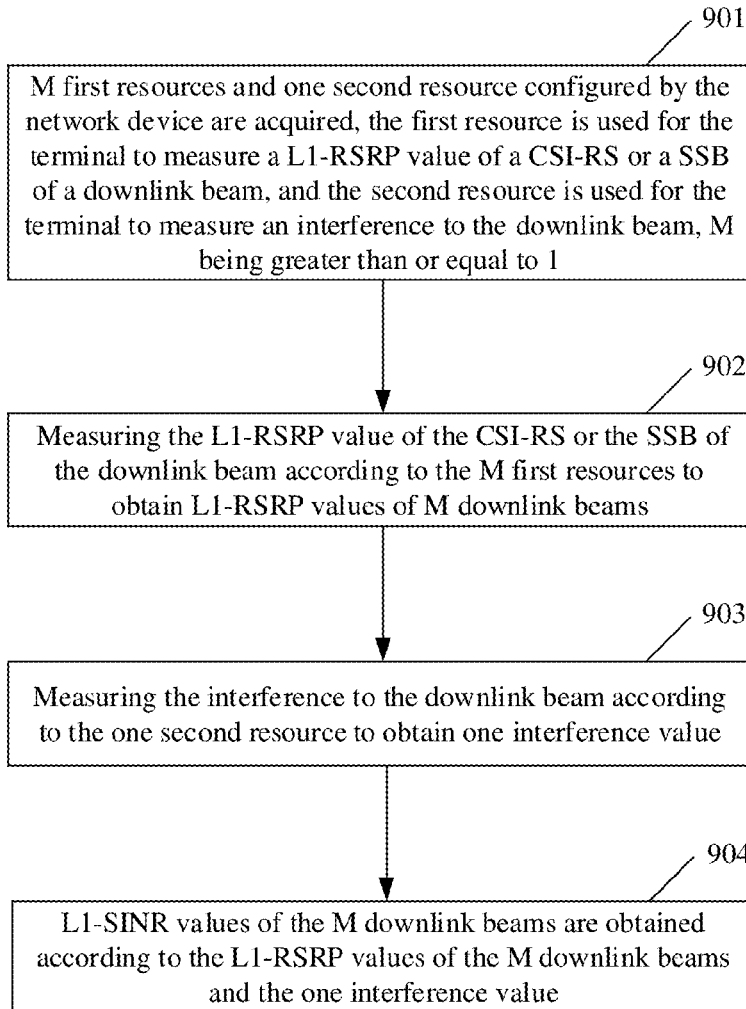 901
M first resources and one second resource configured by the
network device are acquired, the first resource is used for the
terminal to measure a L1-RSRP value of a CSI-RS or a SSB
of a downlink beam, and the second resource is used for the
terminal to measure an interference to the downlink beam, M
being greater than or equal to 1
902
Measuring the L1-RSRP value of the CSI-RS or the SSB of
the downlink beam according to the M first resources to
obtain L1-RSRP values of M downlink beams
903
Measuring the interference to the downlink beam according
to the one second resource to obtain one interference value
904
L1-SINR values of the M downlink beams are obtained
according to the L1-RSRP values of the M downlink beams
and the one interference value